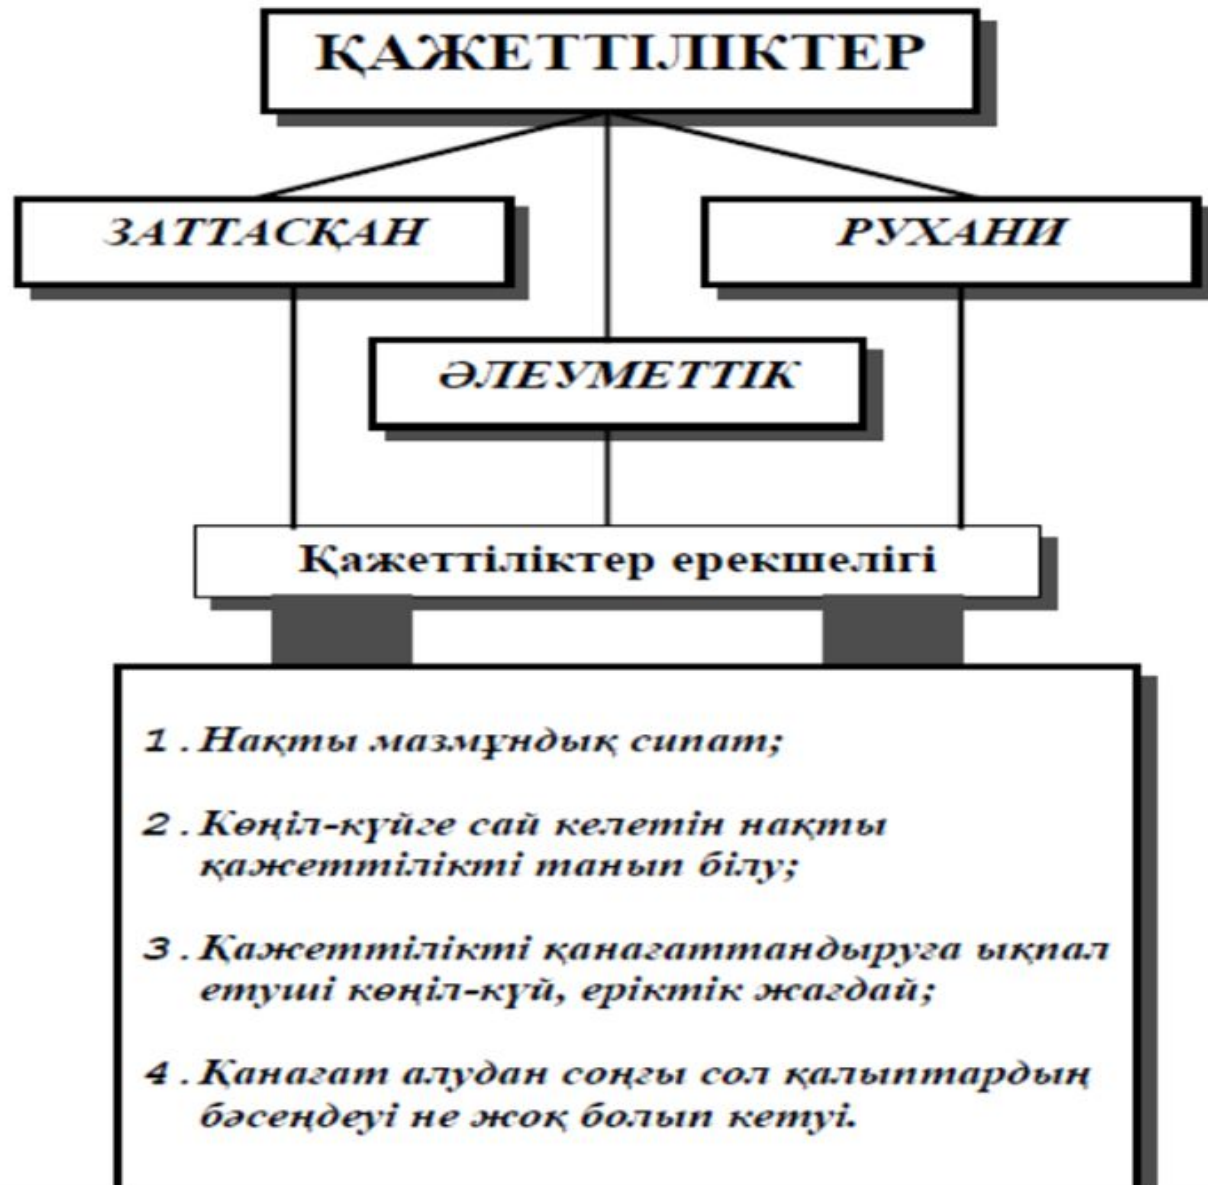 ҚАЖЕТТІЛІКТЕР
ЗАТТАСҚАН
РУХАНИ
ӘЛЕУМЕТТІК
Қажеттіліктер ерекшелігі
1. Нақты мазмұндық сипат;
2. Көңіл-күйге сай келетін нақты
қажеттілікті танып білу;
3. Қажеттілікті қанағаттандыруға ықпал
етуші көңіл-күй, еріктік жағдай;
4. Қанағат алудан соңғы сол қалыптардың
бәсеңдеуі не жоқ болып кетуі.